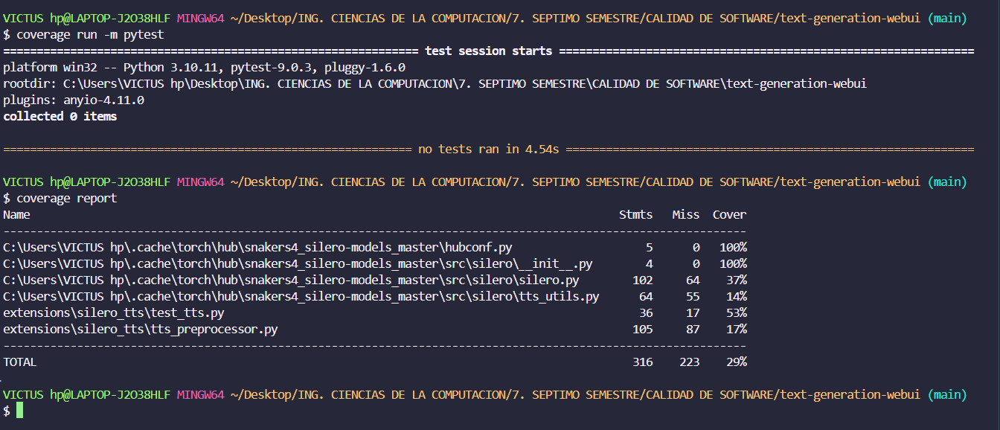 VICTUS hp@LAPTOP-J2O38HLF MINGW64 ~/Desktop/ING. CIENCIAS DE LA COMPUTACION/7. SEPTIMO SEMESTRE/CALIDAD DE SOFTWARE/text-generation-webui (main)
$ coverage run -m pytest
============================================================== test session starts ==============================================================
platform win32 -- Python 3.10.11, pytest-9.0.3, pluggy-1.6.0
rootdir: C:\Users\VICTUS hp\Desktop\ING. CIENCIAS DE LA COMPUTACION\7. SEPTIMO SEMESTRE\CALIDAD DE SOFTWARE\text-generation-webui
plugins: anyio-4.11.0
collected 0 items
============================================================= no tests ran in 4.54s =============================================================
VICTUS hp@LAPTOP-J2O38HLF MINGW64 ~/Desktop/ING. CIENCIAS DE LA COMPUTACION/7. SEPTIMO SEMESTRE/CALIDAD DE SOFTWARE/text-generation-webui (main)
$ coverage report
Name Stmts Miss Cover
---------------------------------------------------------------------------------------------------------------
C:\Users\VICTUS hp\.cache\torch\hub\snakers4_silero-models_master\hubconf.py 5 0 100%
C:\Users\VICTUS hp\.cache\torch\hub\snakers4_silero-models_master\src\silero\__init__.py 4 0 100%
C:\Users\VICTUS hp\.cache\torch\hub\snakers4_silero-models_master\src\silero\silero.py 102 64 37%
C:\Users\VICTUS hp\.cache\torch\hub\snakers4_silero-models_master\src\silero\tts_utils.py 64 55 14%
extensions\silero_tts\test_tts.py 36 17 53%
extensions\silero_tts\tts_preprocessor.py 105 87 17%
---------------------------------------------------------------------------------------------------------------
TOTAL 316 223 29%
VICTUS hp@LAPTOP-J2O38HLF MINGW64 ~/Desktop/ING. CIENCIAS DE LA COMPUTACION/7. SEPTIMO SEMESTRE/CALIDAD DE SOFTWARE/text-generation-webui (main)
$